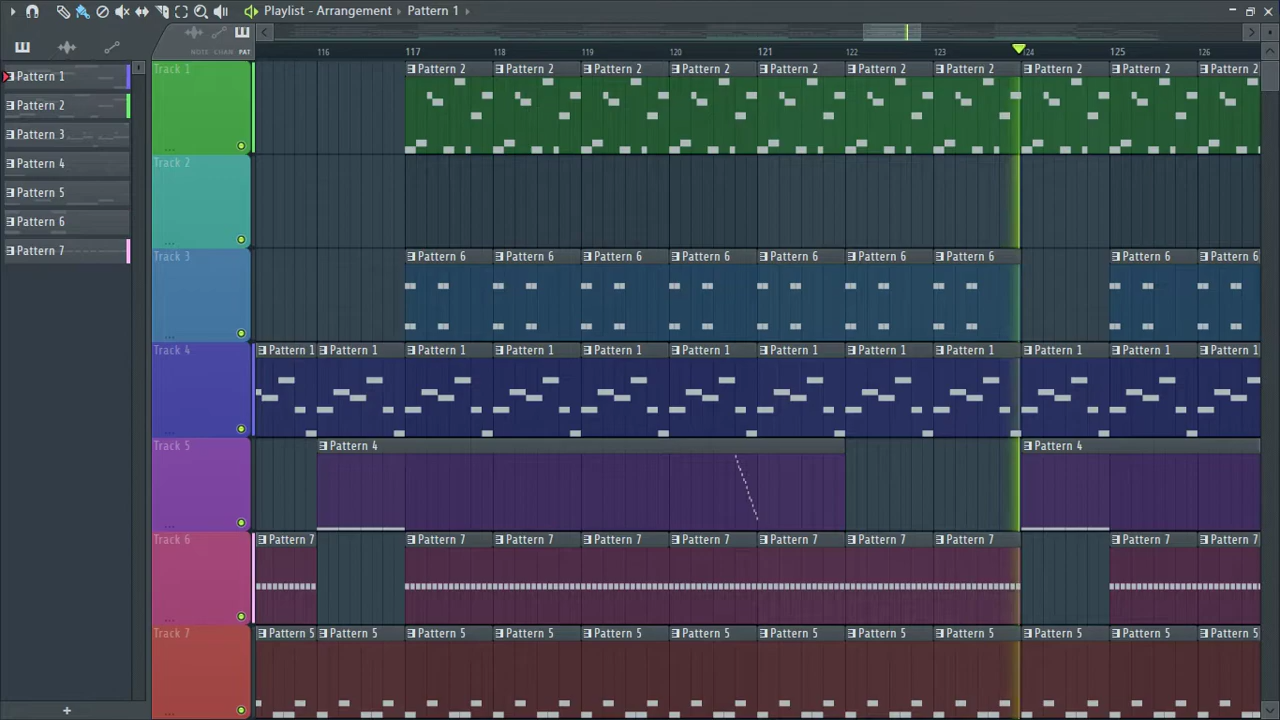 Playlist - Arrangement › Pattern 1 ›
NOTE CHAN PAT
116 117 118 119 120 121 122 123 124 125 126
Pattern 1
Pattern 2
Pattern 3
Pattern 4
Pattern 5
Pattern 6
Pattern 7
Track 1
Pattern 2 Pattern 2 Pattern 2 Pattern 2 Pattern 2 Pattern 2 Pattern 2 Pattern 2 Pattern 2 Pattern 2
Track 2
Track 3
Pattern 6 Pattern 6 Pattern 6 Pattern 6 Pattern 6 Pattern 6 Pattern 6 Pattern 6 Pattern 6
Track 4
Pattern 1 Pattern 1 Pattern 1 Pattern 1 Pattern 1 Pattern 1 Pattern 1 Pattern 1 Pattern 1 Pattern 1 Pattern 1 Pattern 1
Track 5
Pattern 4 Pattern 4
Track 6
Pattern 7 Pattern 7 Pattern 7 Pattern 7 Pattern 7 Pattern 7 Pattern 7 Pattern 7 Pattern 7 Pattern 7
Track 7
Pattern 5 Pattern 5 Pattern 5 Pattern 5 Pattern 5 Pattern 5 Pattern 5 Pattern 5 Pattern 5 Pattern 5 Pattern 5 Pattern 5